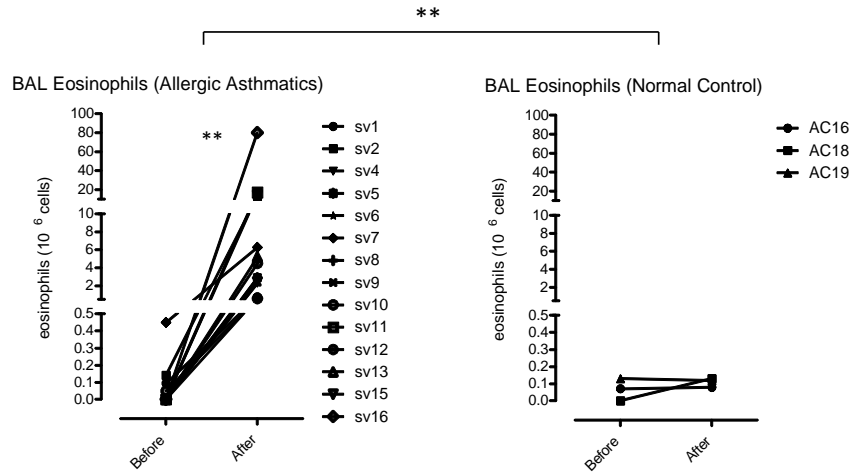 **
BAL Eosinophils (Allergic Asthmatics)
100
80
60
40
20
10
8
6
4
2
0.5
0.4
0.3
0.2
0.1
0.0
eosinophils (10 6 cells)
**
Before
After
sv1
sv2
sv4
sv5
sv6
sv7
sv8
sv9
sv10
sv11
sv12
sv13
sv15
sv16
BAL Eosinophils (Normal Control)
100
80
60
40
20
10
8
6
4
2
0.5
0.4
0.3
0.2
0.1
0.0
eosinophils (10 6 cells)
Before
After
AC16
AC18
AC19